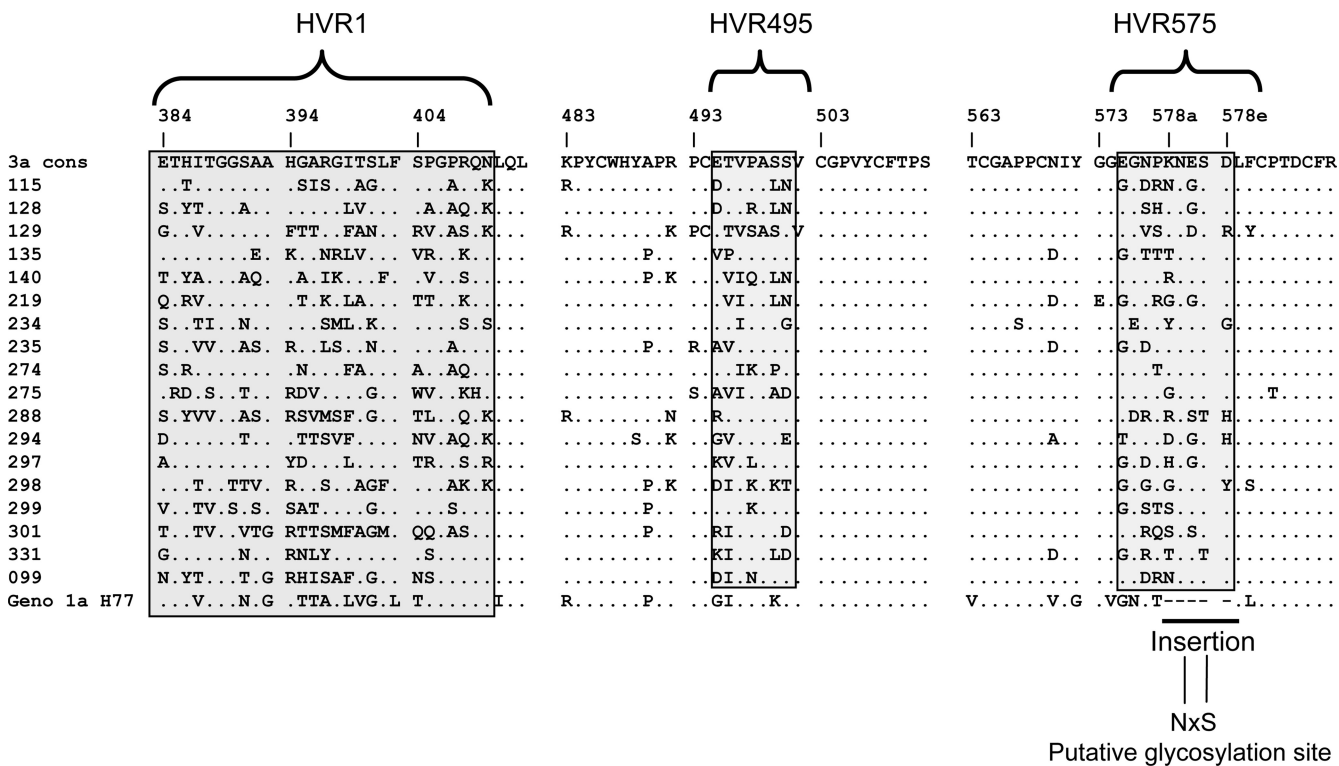 HVR1 HVR495 HVR575
384 394 404 483 493 503 563 573 578a 578e
3a cons ETHITGGSAA HGARGITSLF SPGPRQNLQL KPYCWHYAPR PCETVPASSV CGPVYCFTPS TCGAPPCNIY GGEGNPKNES DLFCPTDCFR
115 ..T....... .SIS..AG.. ...A..K... R......... ..D....LN. .......... .......... ..G.DRN.G. ..........
128 S.YT...A.. .....LV... .A.AQ.K... .......... ..D..R.LN. .......... .......... ....SH..G. ..........
129 G..V...... FTT..FAN.. RV..AS.K... R........K PC.TVSAS.V .......... .......... ....VS..D. R.Y.......
135 ........E. K..NRLV... VR..K..... .......P.. ..VP...... .......... .......D.. ..G.TTT... ..........
140 T.YA...AQ. .A.IK...F. .V..S..... .......P.K ...VIQ.LN. .......... .......... ......R... ..........
219 Q.RV...... .T.K.LA... TT..K..... .......... ...VI..LN. .......... .......D.. E.G..RG.G. ..........
234 S..TI..N.. ...SML.K.. ....S.S... .......... ....I...G. .......... ....S..... ...E..Y... G.........
235 S..VV..AS. R..LS..N.. ...A...... .......P.. R.AV...... .......... .......D.. ..G.D..... ..........
274 S.R....... .N...FA... A..AQ..... .......... ....IK.P.. .......... .......... .....T.... ..........
275 .RD.S..T.. RDV....G.. WV..KH.... .......... S.AVI..AD. .......... .......... ......G... ....T.....
288 S.YVV..AS. RSVMSF.G.. TL..Q.K... R........N ..R....... .......... .......... ...DR.R.ST H.........
294 D......T.. .TTSVF.... NV.AQ.K... ......S..K ..GV....E. .......... .......A.. ..T...D.G. H.........
297 A......... YD...L.... TR..S.R... .......... ..KV.L.... .......... .......... ..G.D.H.G. ..........
298 ...T..TTV. R..S..AGF. ...AK.K... .......P.K ..DI.K.KT. .......... .......... ..G.G.G... Y.S.......
299 V..TV.S.S. SAT....G.. ...S...... .......P.. .....K.... .......... .......... ..G.STS... ..........
301 T..TV..VTG RTTSMFAGM. QQ.AS..... .......P.. ..RI....D. .......... .......... ....RQS.S. ..........
331 G......N.. RNLY...... .S........ .......... ..KI...LD. .......... .......D.. ..G.R.T..T ..........
099 N.YT...T.G RHISAF.G.. NS........ .......... ..DI.N.... .......... .......... ....DRN... ..........
Geno 1a H77 ...V...N.G .TTA.LVG.L T......I.. R......P.. ..GI...K.. .......... V......V.G .VGN.T---- -.L.......
Insertion
NxS
Putative glycosylation site